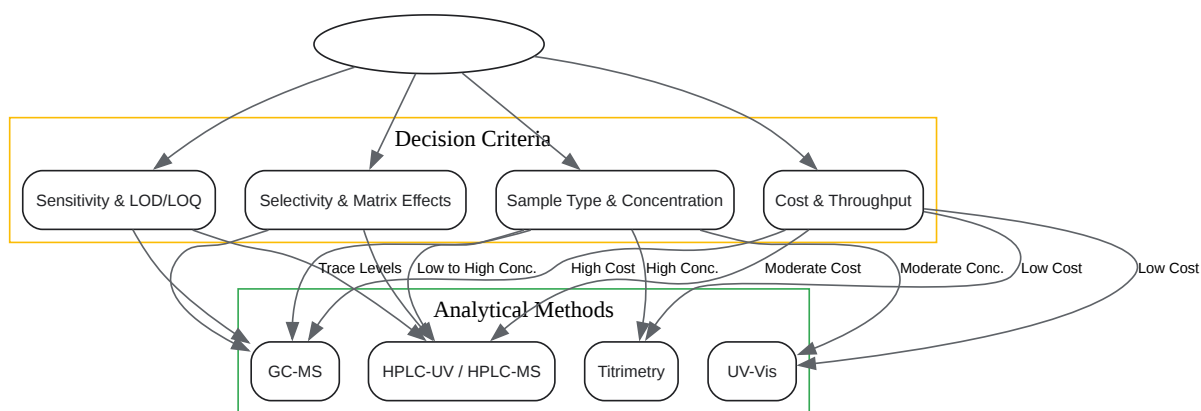 Decision Criteria
Sensitivity & LOD/LOQ
Selectivity & Matrix Effects
Sample Type & Concentration
Cost & Throughput
Trace Levels
Low to High Conc.
High Cost
High Conc.
Moderate Cost
Moderate Conc.
Low Cost
Low Cost
Analytical Methods
GC-MS
HPLC-UV / HPLC-MS
Titrimetry
UV-Vis